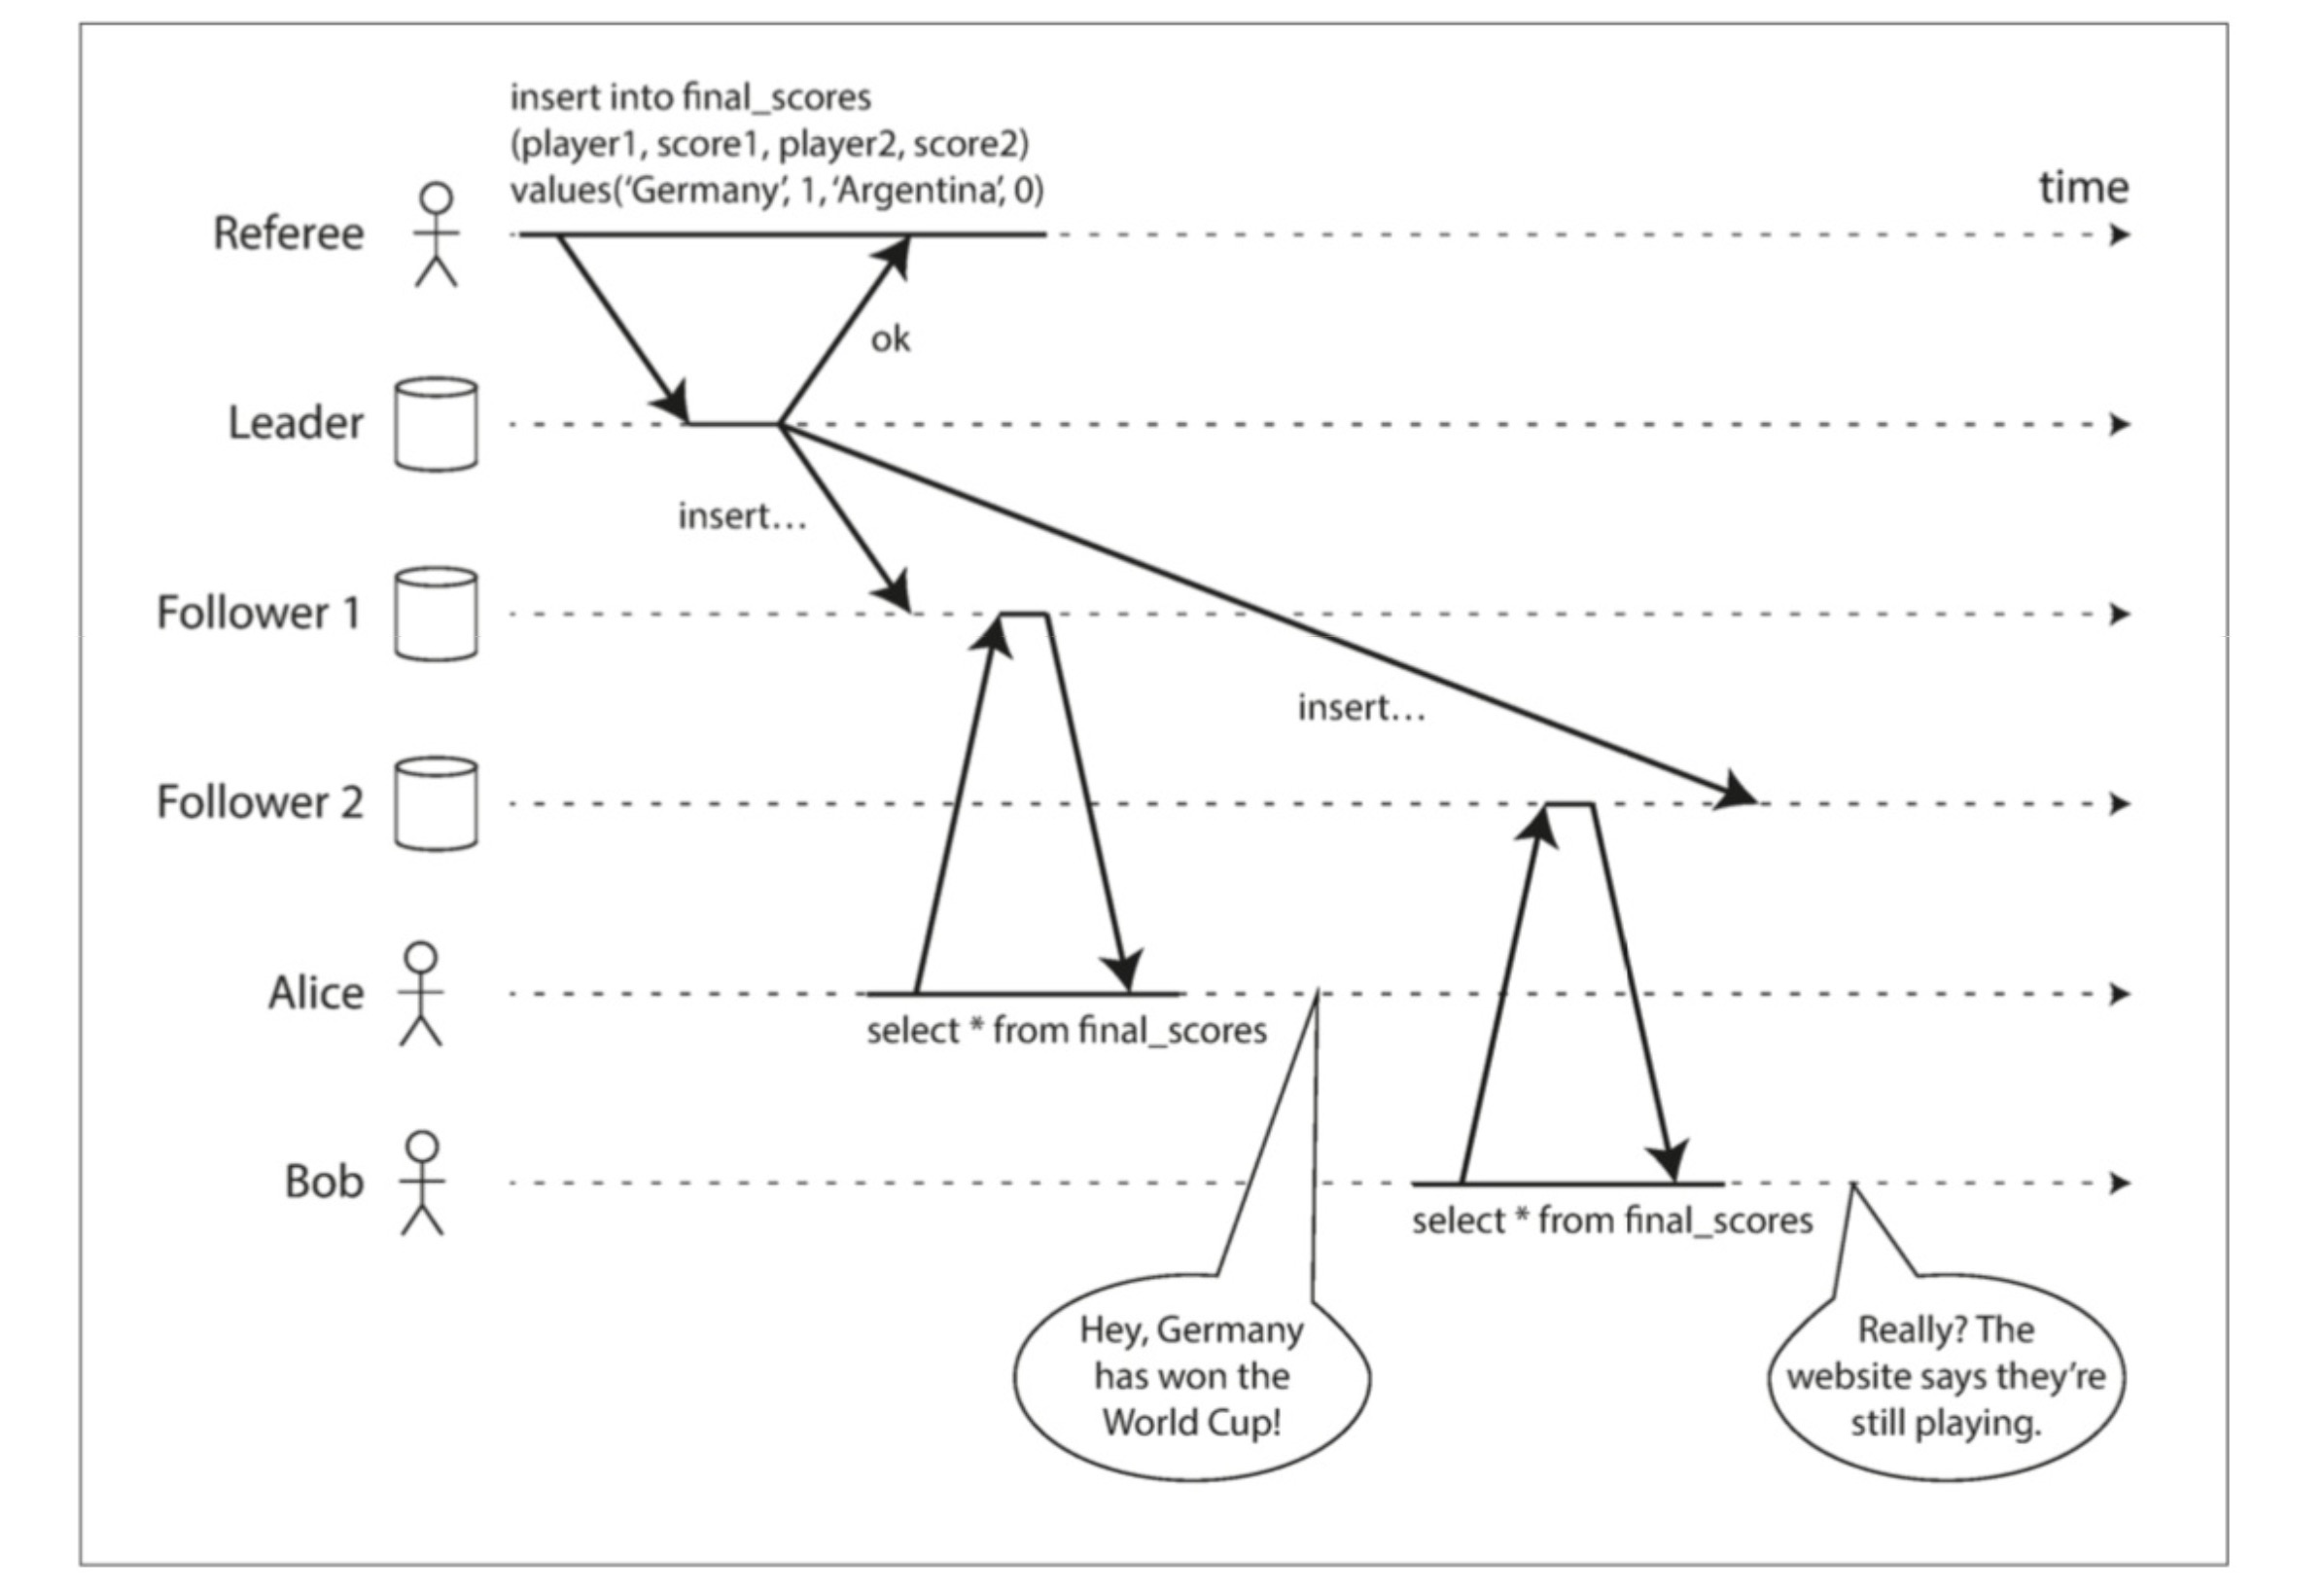 insert into final_scores
(player1, score1, player2, score2)
values(‘Germany’, 1, ‘Argentina’, 0)
time
Referee
ok
Leader
insert…
Follower 1
insert…
Follower 2
Alice
select * from final_scores
Bob
select * from final_scores
Hey, Germany
has won the
World Cup!
Really? The
website says they’re
still playing.